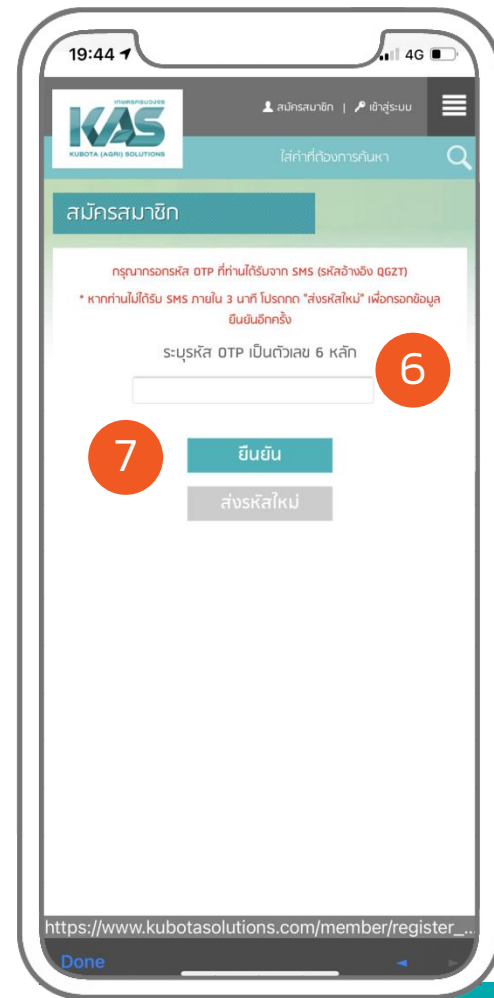 19:44
4G
เกษตรครบวงจร
KAS
KUBOTA (AGRI) SOLUTIONS
สมัครสมาชิก | เข้าสู่ระบบ
ใส่คำที่ต้องการค้นหา
สมัครสมาชิก
กรุณากรอกรหัส OTP ที่ท่านได้รับจาก SMS (รหัสอ้างอิง QGZT)
* หากท่านไม่ได้รับ SMS ภายใน 3 นาที โปรดกด "ส่งรหัสใหม่" เพื่อกรอกข้อมูล
ยืนยันอีกครั้ง
ระบุรหัส OTP เป็นตัวเลข 6 หลัก
6
7
ยืนยัน
ส่งรหัสใหม่
https://www.kubotasolutions.com/member/register_...
Done